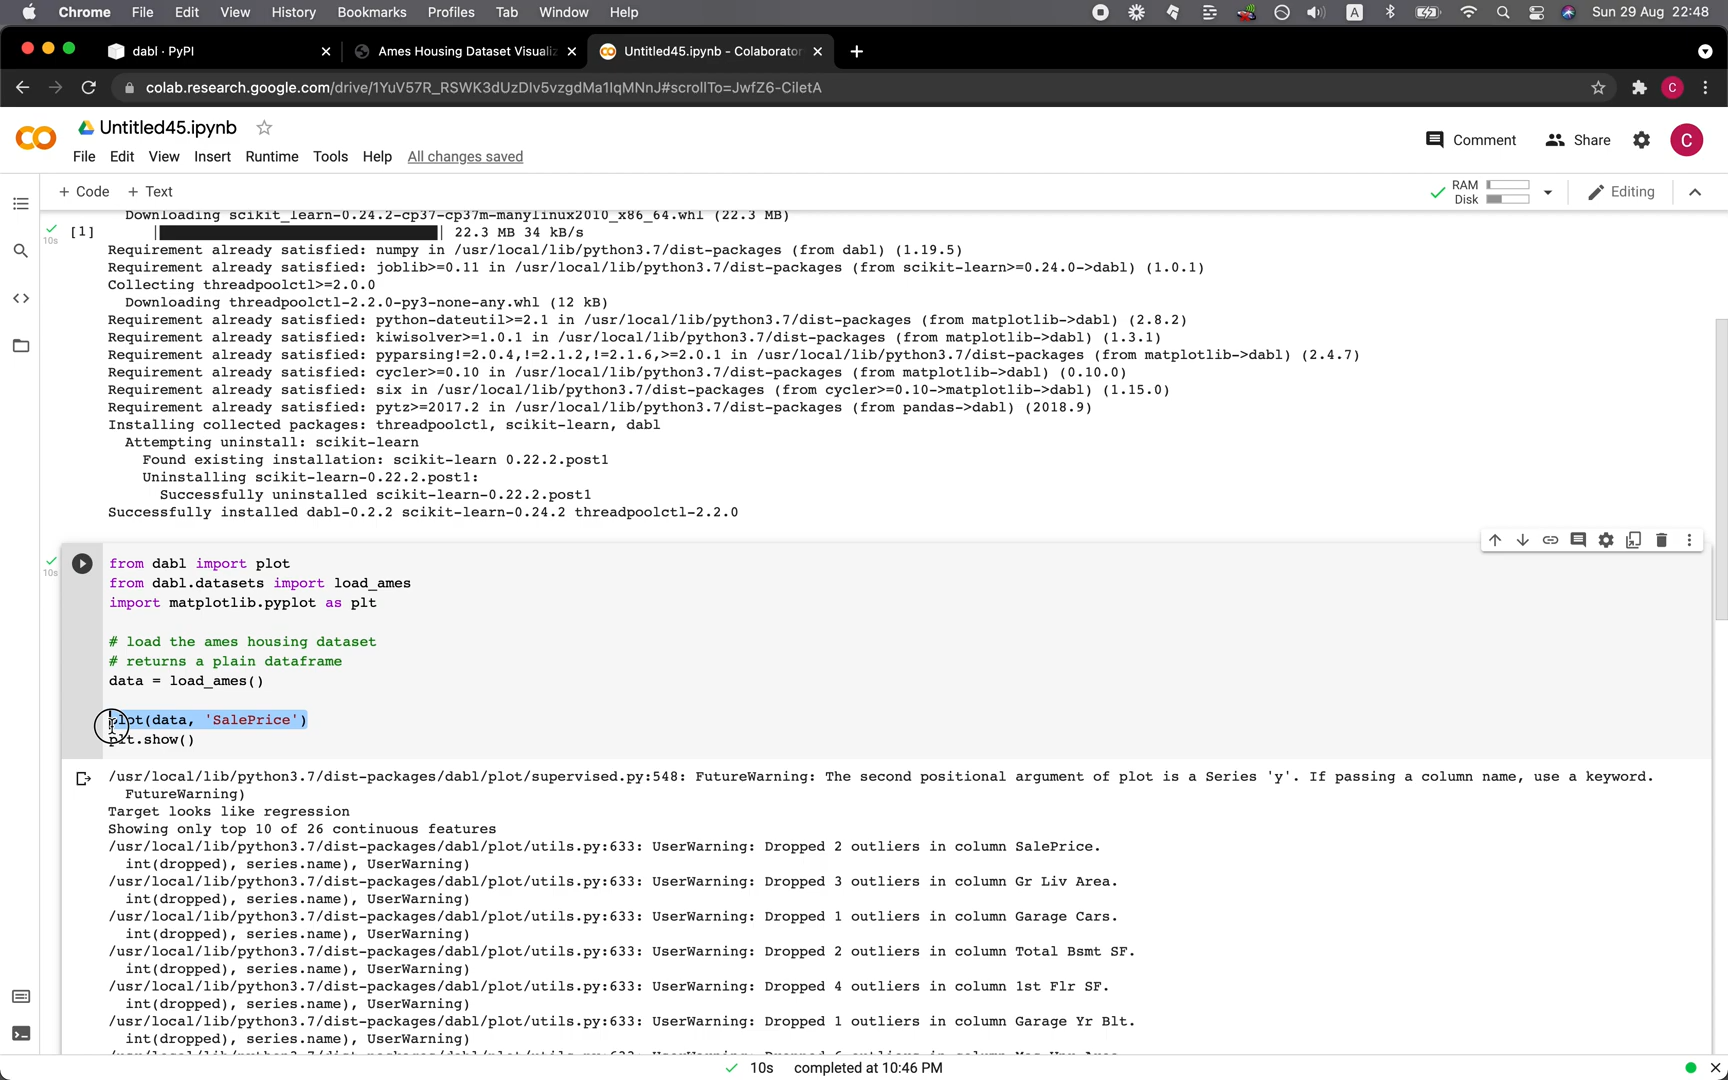 Chrome File Edit View History Bookmarks Profiles Tab Window Help Sun 29 Aug 22:48
dabl · PyPI Ames Housing Dataset Visualiz Untitled45.ipynb - Colaborator
colab.research.google.com/drive/1YuV57R_RSWK3dUzDlv5vzgdMa1lqMNnJ#scrollTo=JwfZ6-CiletA
Untitled45.ipynb
Comment Share
File Edit View Insert Runtime Tools Help All changes saved
+ Code + Text RAM Disk Editing
Downloading scikit_learn-0.24.2-cp37-cp37m-manylinux2010_x86_64.whl (22.3 MB)
[1] 10s | | 22.3 MB 34 kB/s
Requirement already satisfied: numpy in /usr/local/lib/python3.7/dist-packages (from dabl) (1.19.5)
Requirement already satisfied: joblib>=0.11 in /usr/local/lib/python3.7/dist-packages (from scikit-learn>=0.24.0->dabl) (1.0.1)
Collecting threadpoolctl>=2.0.0
Downloading threadpoolctl-2.2.0-py3-none-any.whl (12 kB)
Requirement already satisfied: python-dateutil>=2.1 in /usr/local/lib/python3.7/dist-packages (from matplotlib->dabl) (2.8.2)
Requirement already satisfied: kiwisolver>=1.0.1 in /usr/local/lib/python3.7/dist-packages (from matplotlib->dabl) (1.3.1)
Requirement already satisfied: pyparsing!=2.0.4,!=2.1.2,!=2.1.6,>=2.0.1 in /usr/local/lib/python3.7/dist-packages (from matplotlib->dabl) (2.4.7)
Requirement already satisfied: cycler>=0.10 in /usr/local/lib/python3.7/dist-packages (from matplotlib->dabl) (0.10.0)
Requirement already satisfied: six in /usr/local/lib/python3.7/dist-packages (from cycler>=0.10->matplotlib->dabl) (1.15.0)
Requirement already satisfied: pytz>=2017.2 in /usr/local/lib/python3.7/dist-packages (from pandas->dabl) (2018.9)
Installing collected packages: threadpoolctl, scikit-learn, dabl
Attempting uninstall: scikit-learn
Found existing installation: scikit-learn 0.22.2.post1
Uninstalling scikit-learn-0.22.2.post1:
Successfully uninstalled scikit-learn-0.22.2.post1
Successfully installed dabl-0.2.2 scikit-learn-0.24.2 threadpoolctl-2.2.0
10s
from dabl import plot
from dabl.datasets import load_ames
import matplotlib.pyplot as plt
# load the ames housing dataset
# returns a plain dataframe
data = load_ames()
plot(data, 'SalePrice')
plt.show()
/usr/local/lib/python3.7/dist-packages/dabl/plot/supervised.py:548: FutureWarning: The second positional argument of plot is a Series 'y'. If passing a column name, use a keyword.
FutureWarning)
Target looks like regression
Showing only top 10 of 26 continuous features
/usr/local/lib/python3.7/dist-packages/dabl/plot/utils.py:633: UserWarning: Dropped 2 outliers in column SalePrice.
int(dropped), series.name), UserWarning)
/usr/local/lib/python3.7/dist-packages/dabl/plot/utils.py:633: UserWarning: Dropped 3 outliers in column Gr Liv Area.
int(dropped), series.name), UserWarning)
/usr/local/lib/python3.7/dist-packages/dabl/plot/utils.py:633: UserWarning: Dropped 1 outliers in column Garage Cars.
int(dropped), series.name), UserWarning)
/usr/local/lib/python3.7/dist-packages/dabl/plot/utils.py:633: UserWarning: Dropped 2 outliers in column Total Bsmt SF.
int(dropped), series.name), UserWarning)
/usr/local/lib/python3.7/dist-packages/dabl/plot/utils.py:633: UserWarning: Dropped 4 outliers in column 1st Flr SF.
int(dropped), series.name), UserWarning)
/usr/local/lib/python3.7/dist-packages/dabl/plot/utils.py:633: UserWarning: Dropped 1 outliers in column Garage Yr Blt.
int(dropped), series.name), UserWarning)
10s completed at 10:46 PM